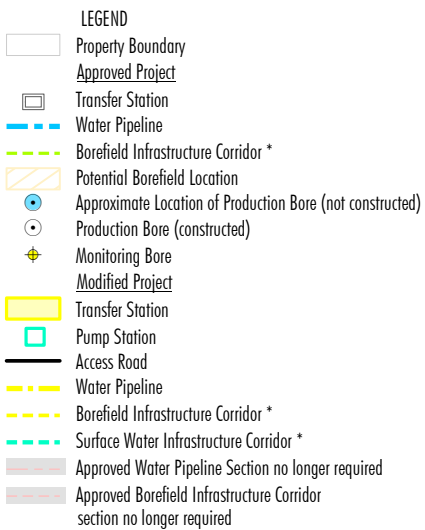 LEGEND
Property Boundary
Approved Project
Transfer Station
Water Pipeline
Borefield Infrastructure Corridor *
Potential Borefield Location
Approximate Location of Production Bore (not constructed)
Production Bore (constructed)
Monitoring Bore
Modified Project
Transfer Station
Pump Station
Access Road
Water Pipeline
Borefield Infrastructure Corridor *
Surface Water Infrastructure Corridor *
Approved Water Pipeline Section no longer required
Approved Borefield Infrastructure Corridor
section no longer required